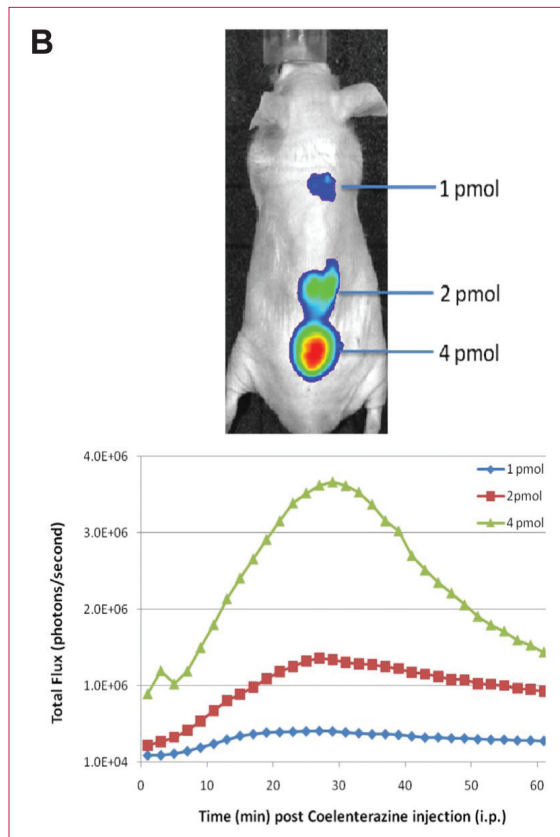 B
1 pmol
2 pmol
4 pmol
4.0E+06
3.0E+06
2.0E+06
1.0E+06
1.0E+04
Total Flux (photons/second)
1 pmol
2pmol
4 pmol
0 10 20 30 40 50 60
Time (min) post Coelenterazine injection (i.p.)